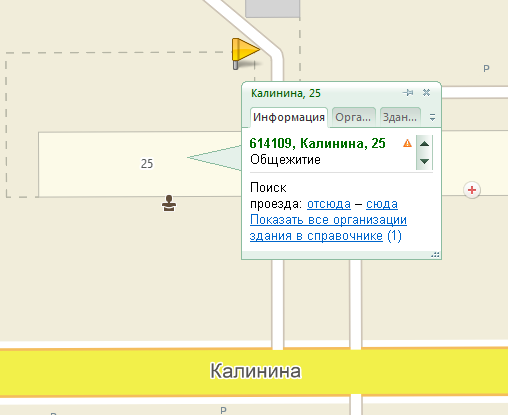 Калинина, 25
Информация Орга... Здан...
614109, Калинина, 25
Общежитие
Поиск
проезда: отсюда – сюда
Показать все организации
здания в справочнике (1)
25
P
Калинина
P
P